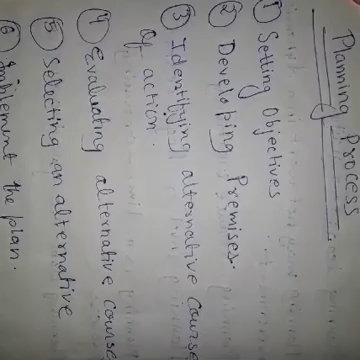 Planning Process
① Setting Objectives
② Developing Premises.
③ Identifying alternative course
of action.
④ Evaluating alternative course
⑤ Selecting an alternative
⑥ Implement the plan.